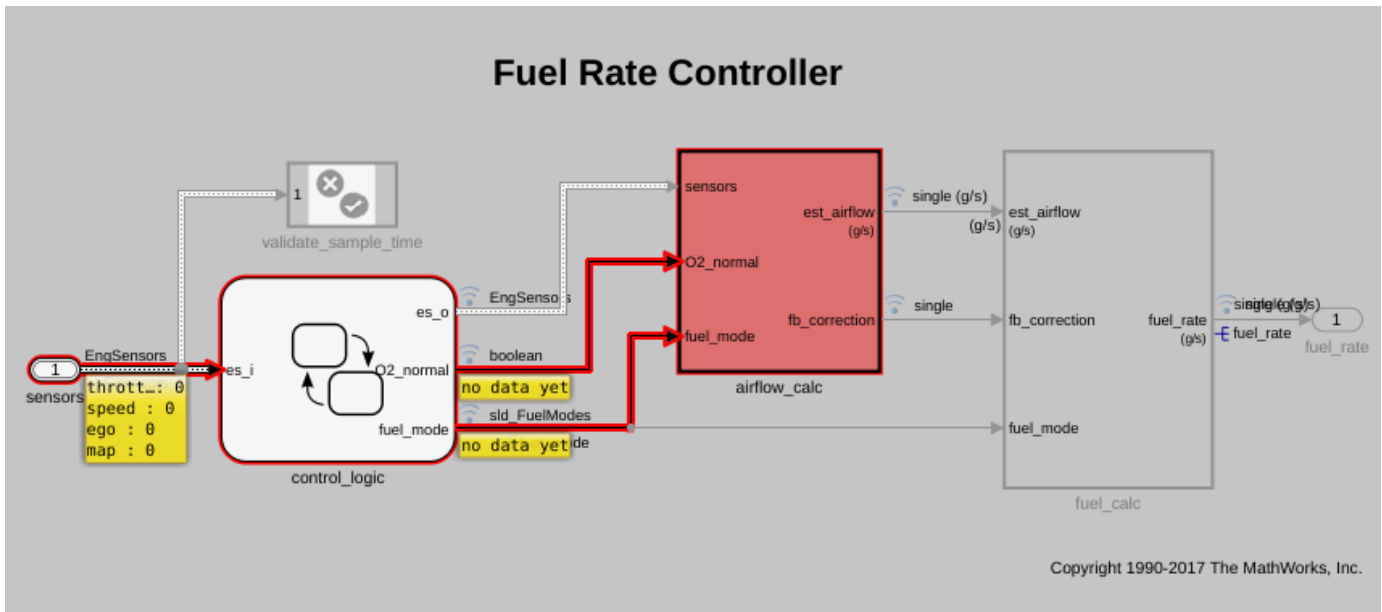 Fuel Rate Controller
1
validate_sample_time
EngSensors
1
sensors
thrott…: 0
speed : 0
ego : 0
map : 0
es_i
es_o
O2_normal
fuel_mode
control_logic
EngSensors
boolean
no data yet
sld_FuelModes
no data yet
sensors
O2_normal
fuel_mode
est_airflow
(g/s)
fb_correction
airflow_calc
single (g/s)
(g/s)
single
est_airflow
(g/s)
fb_correction
fuel_mode
fuel_rate
(g/s)
fuel_calc
fuel_rate
1
fuel_rate
Copyright 1990-2017 The MathWorks, Inc.